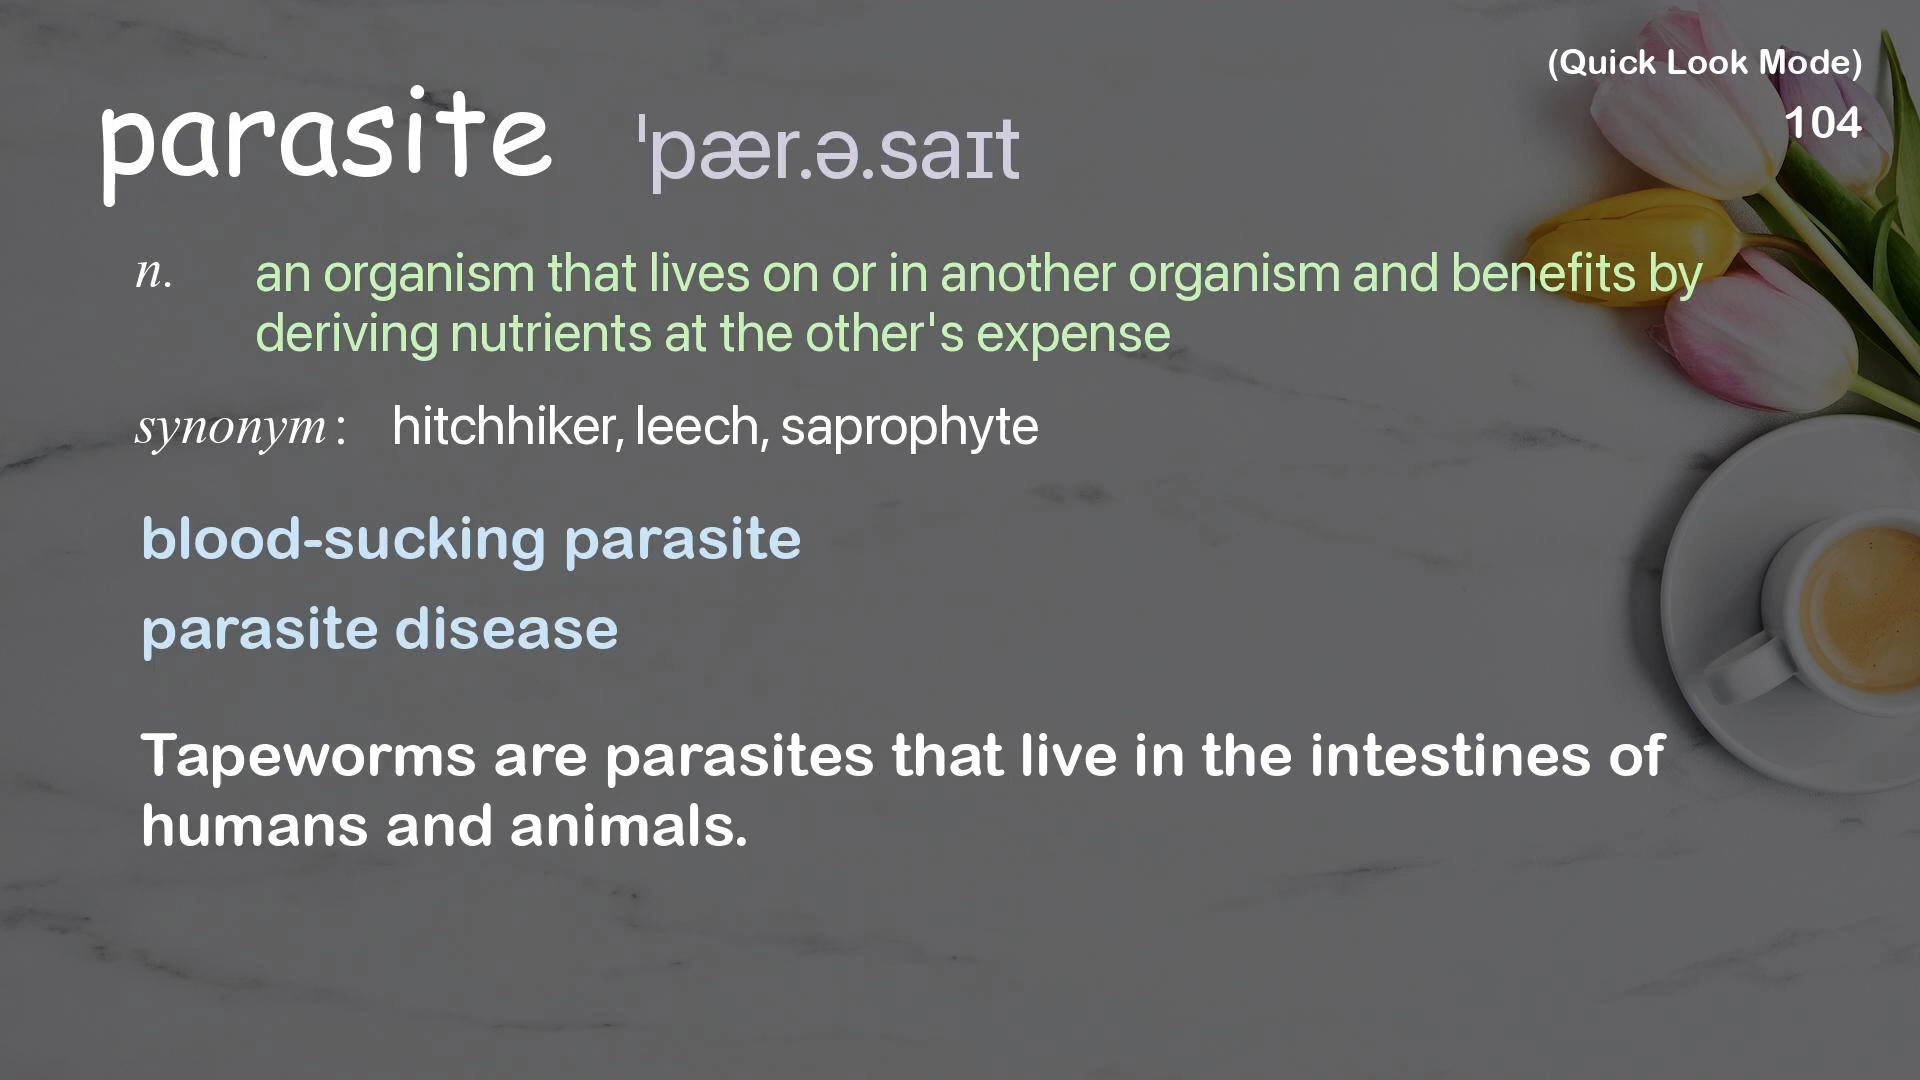 (Quick Look Mode)
parasite ˈpær.ə.saɪt
104
n. an organism that lives on or in another organism and benefits by
deriving nutrients at the other's expense
synonym: hitchhiker, leech, saprophyte
blood-sucking parasite
parasite disease
Tapeworms are parasites that live in the intestines of
humans and animals.